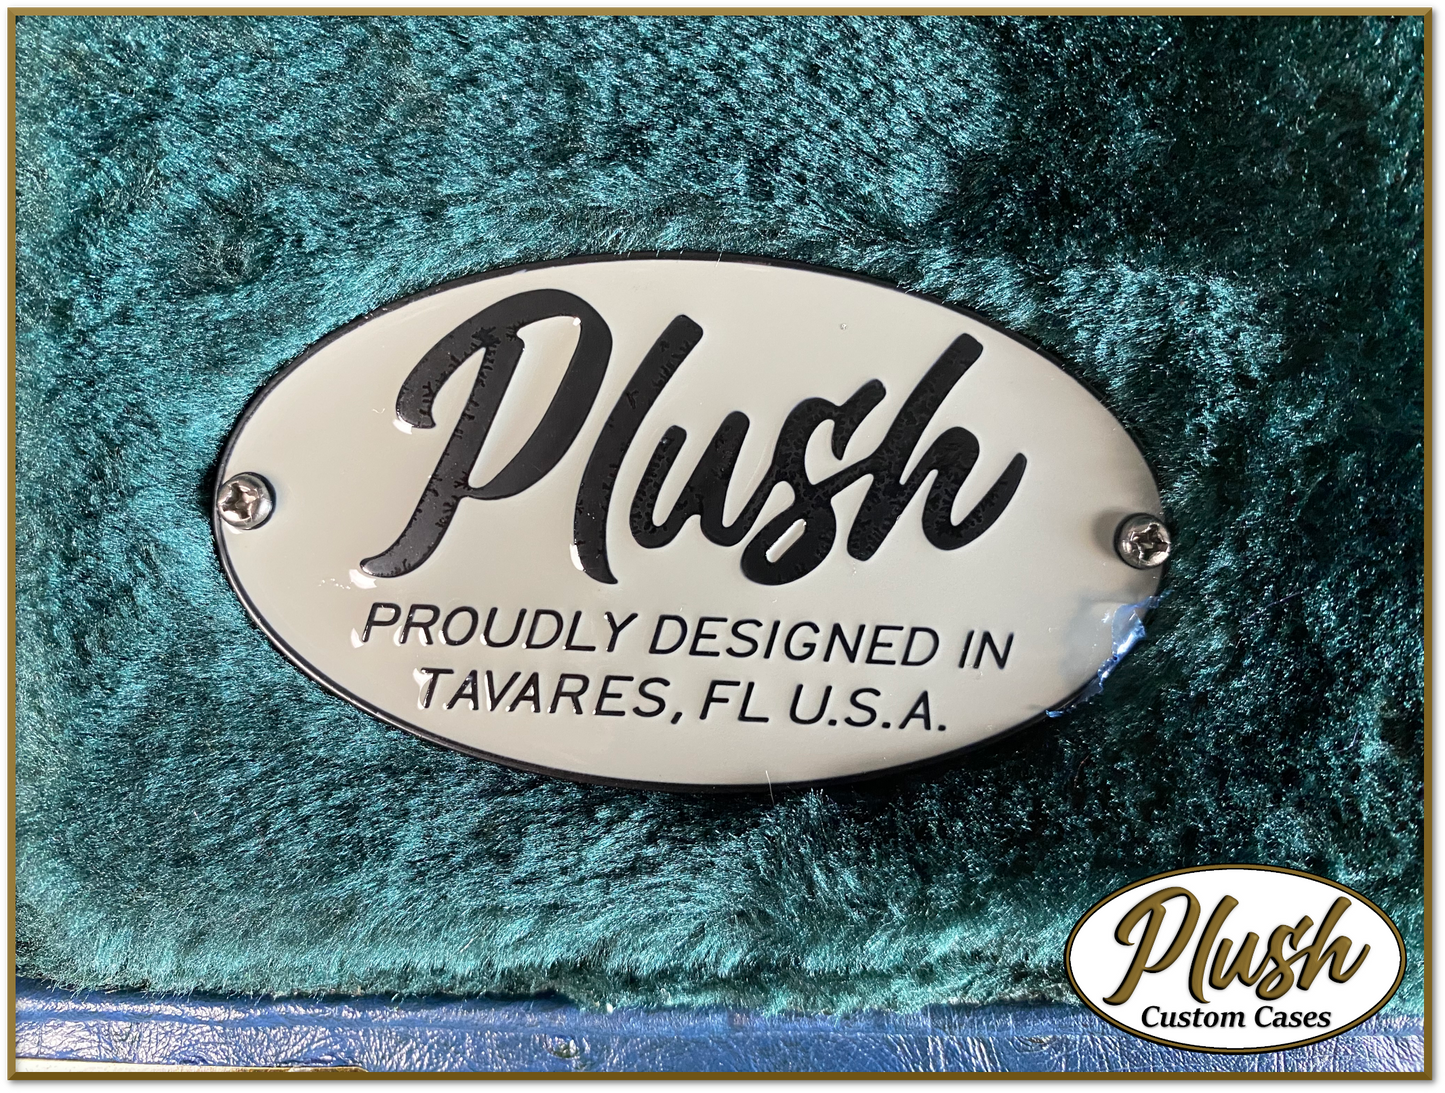 Plush
PROUDLY DESIGNED IN
TAVARES, FL U.S.A.
Plush
Custom Cases